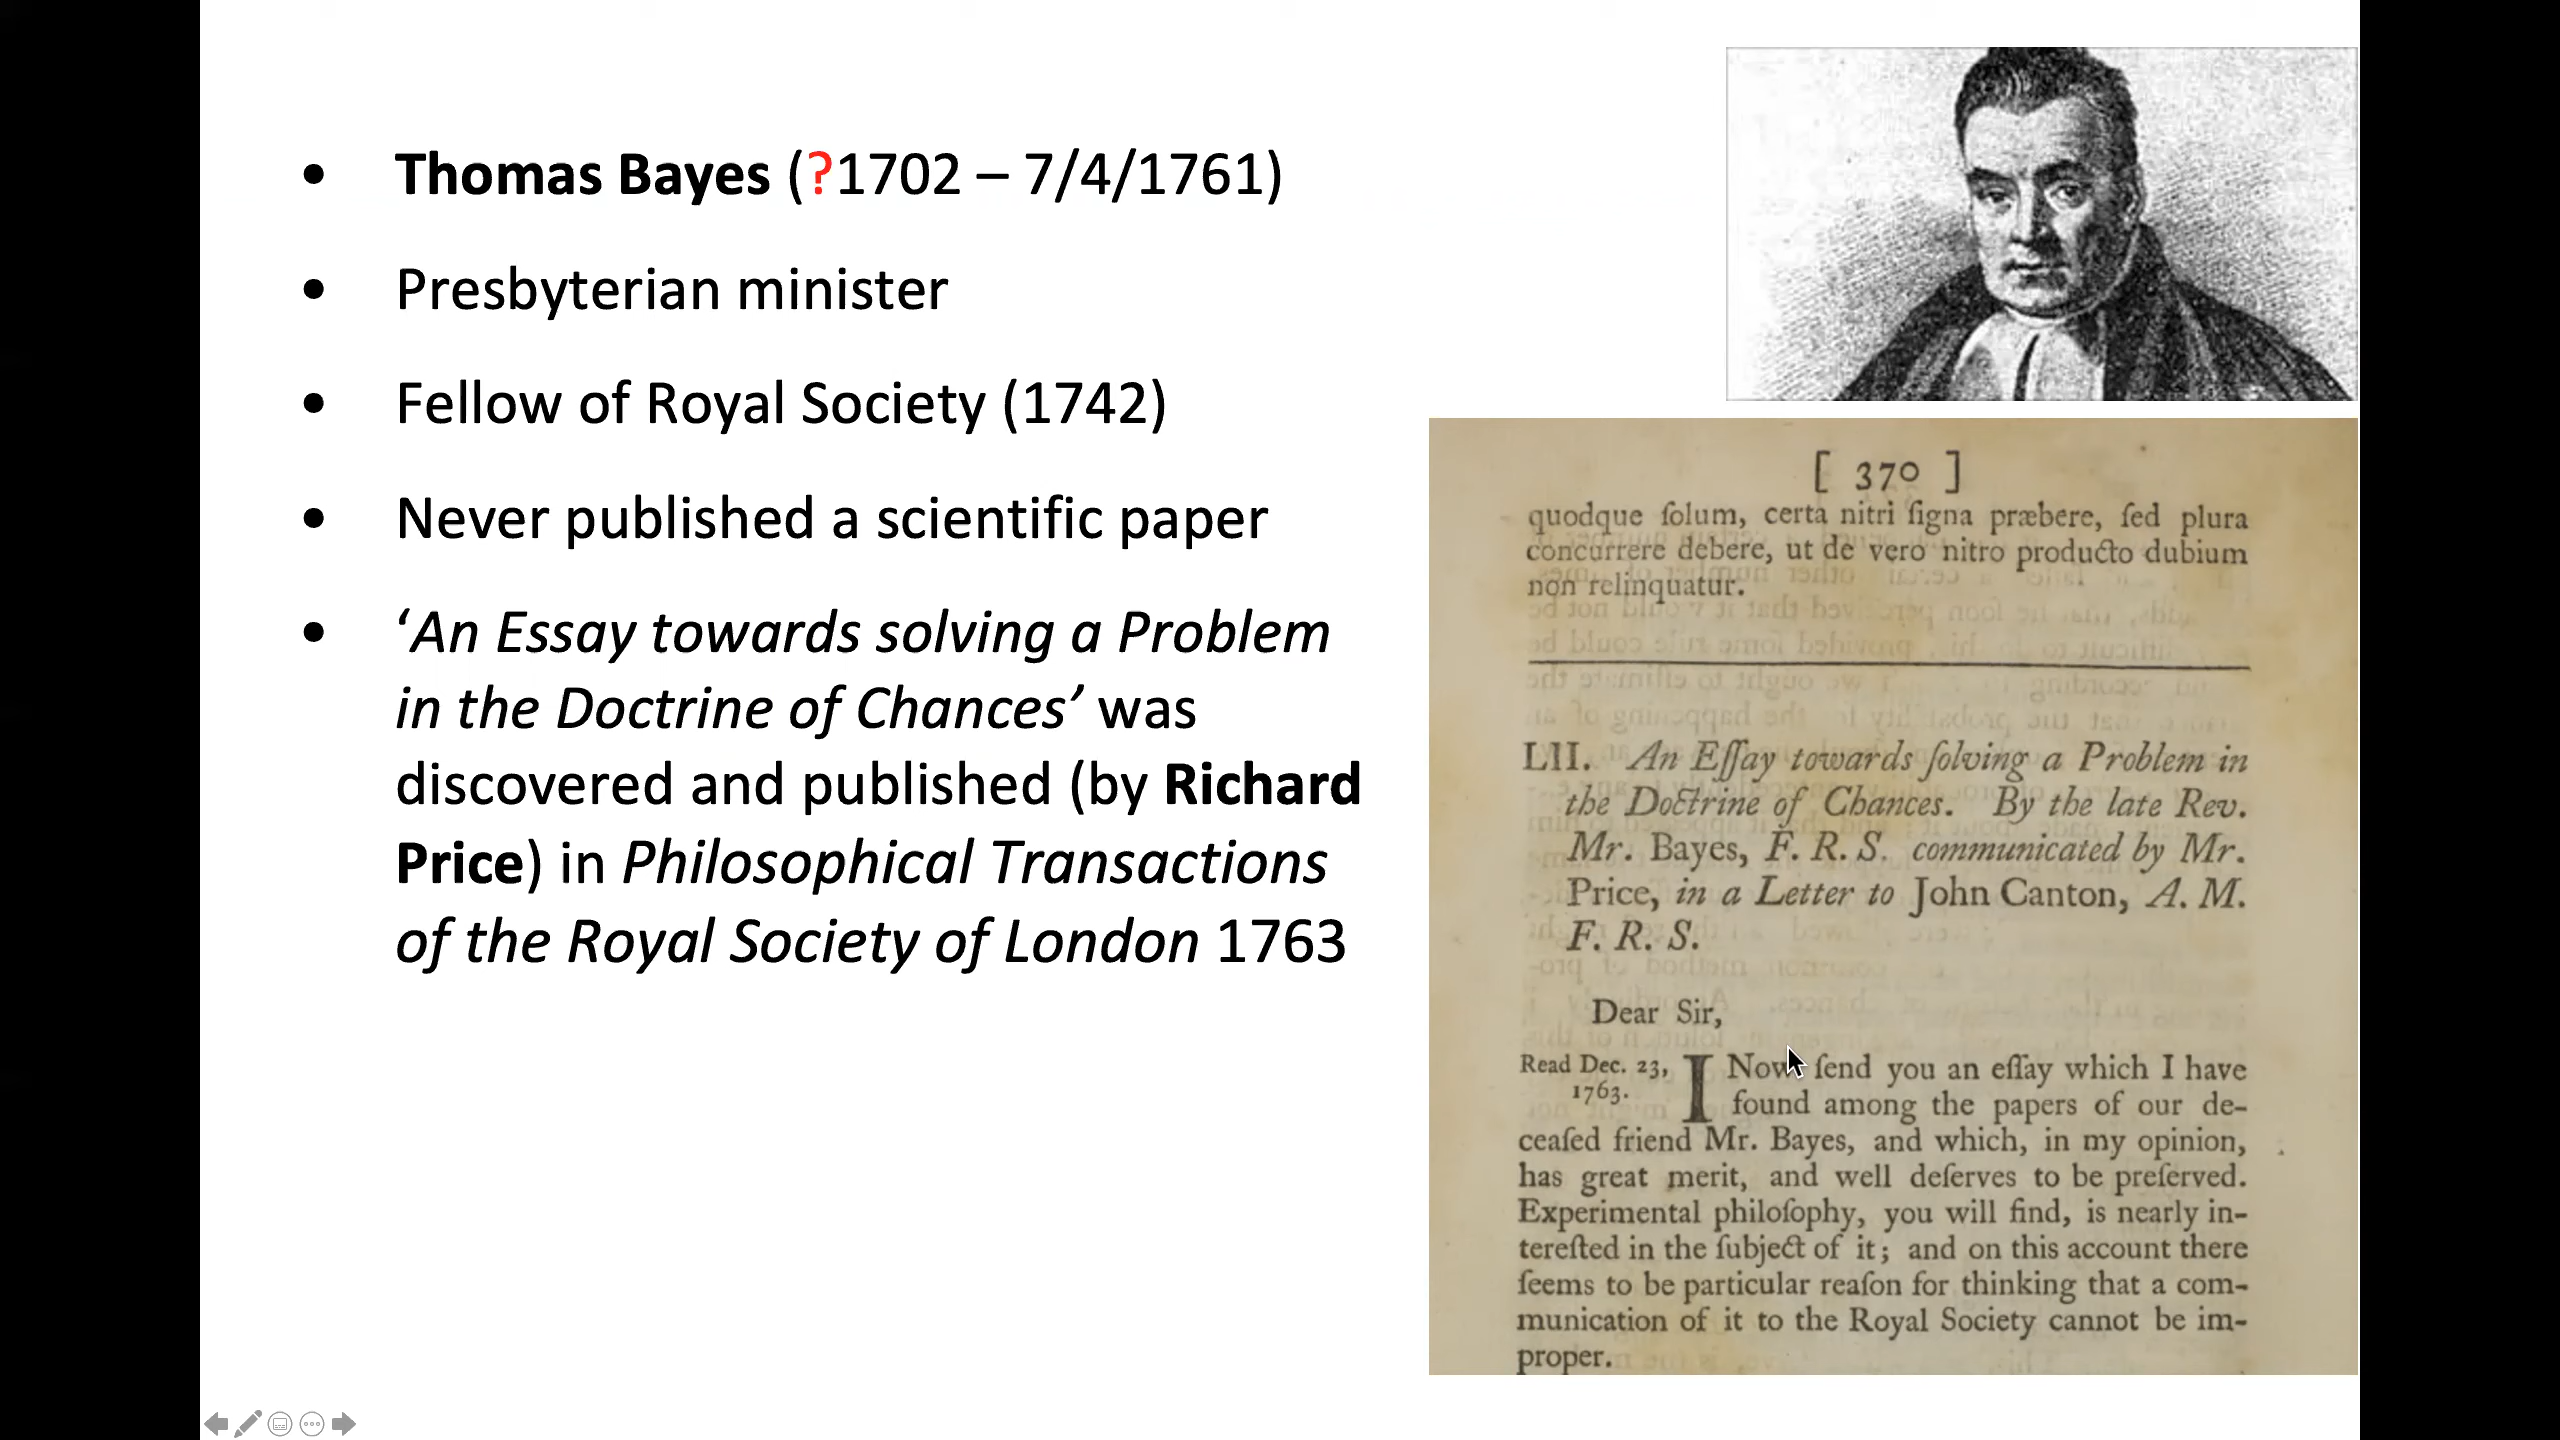 • Thomas Bayes (?1702 – 7/4/1761)
• Presbyterian minister
• Fellow of Royal Society (1742)
• Never published a scientific paper
• ‘An Essay towards solving a Problem
in the Doctrine of Chances’ was
discovered and published (by Richard
Price) in Philosophical Transactions
of the Royal Society of London 1763
[ 370 ]
quodque ſolum, certa nitri ſigna præbere, ſed plura
concurrere debere, ut de vero nitro producto dubium
non relinquatur.
LII. An Eſſay towards ſolving a Problem in
the Doctrine of Chances. By the late Rev.
Mr. Bayes, F. R. S. communicated by Mr.
Price, in a Letter to John Canton, A. M.
F. R. S.
Dear Sir,
Read Dec. 23,
1763.
I Now ſend you an eſſay which I have
found among the papers of our de-
ceaſed friend Mr. Bayes, and which, in my opinion,
has great merit, and well deſerves to be preſerved.
Experimental philoſophy, you will find, is nearly in-
tereſted in the ſubject of it; and on this account there
ſeems to be particular reaſon for thinking that a com-
munication of it to the Royal Society cannot be im-
proper.